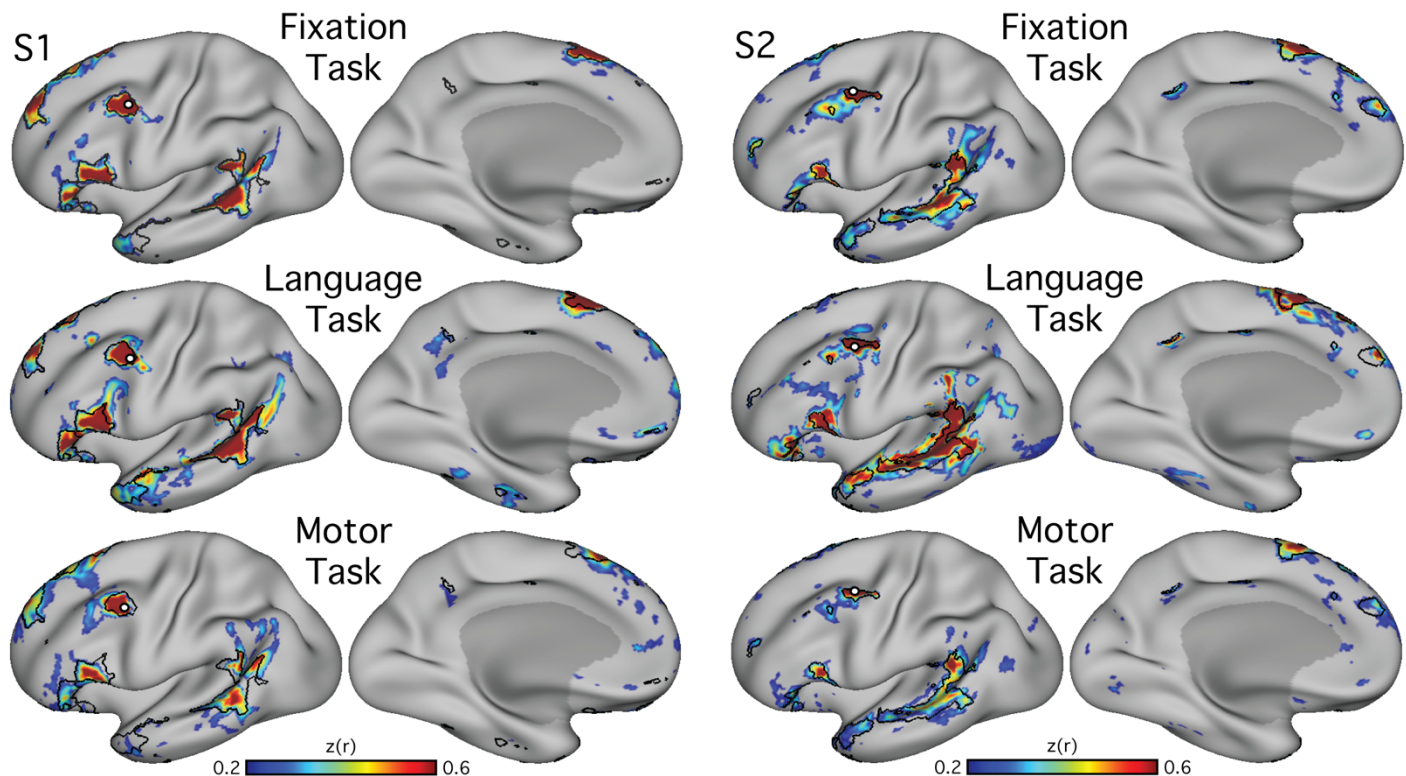 S1
Fixation
Task
S2
Fixation
Task
Language
Task
Language
Task
Motor
Task
Motor
Task
z(r)
0.2 0.6
z(r)
0.2 0.6